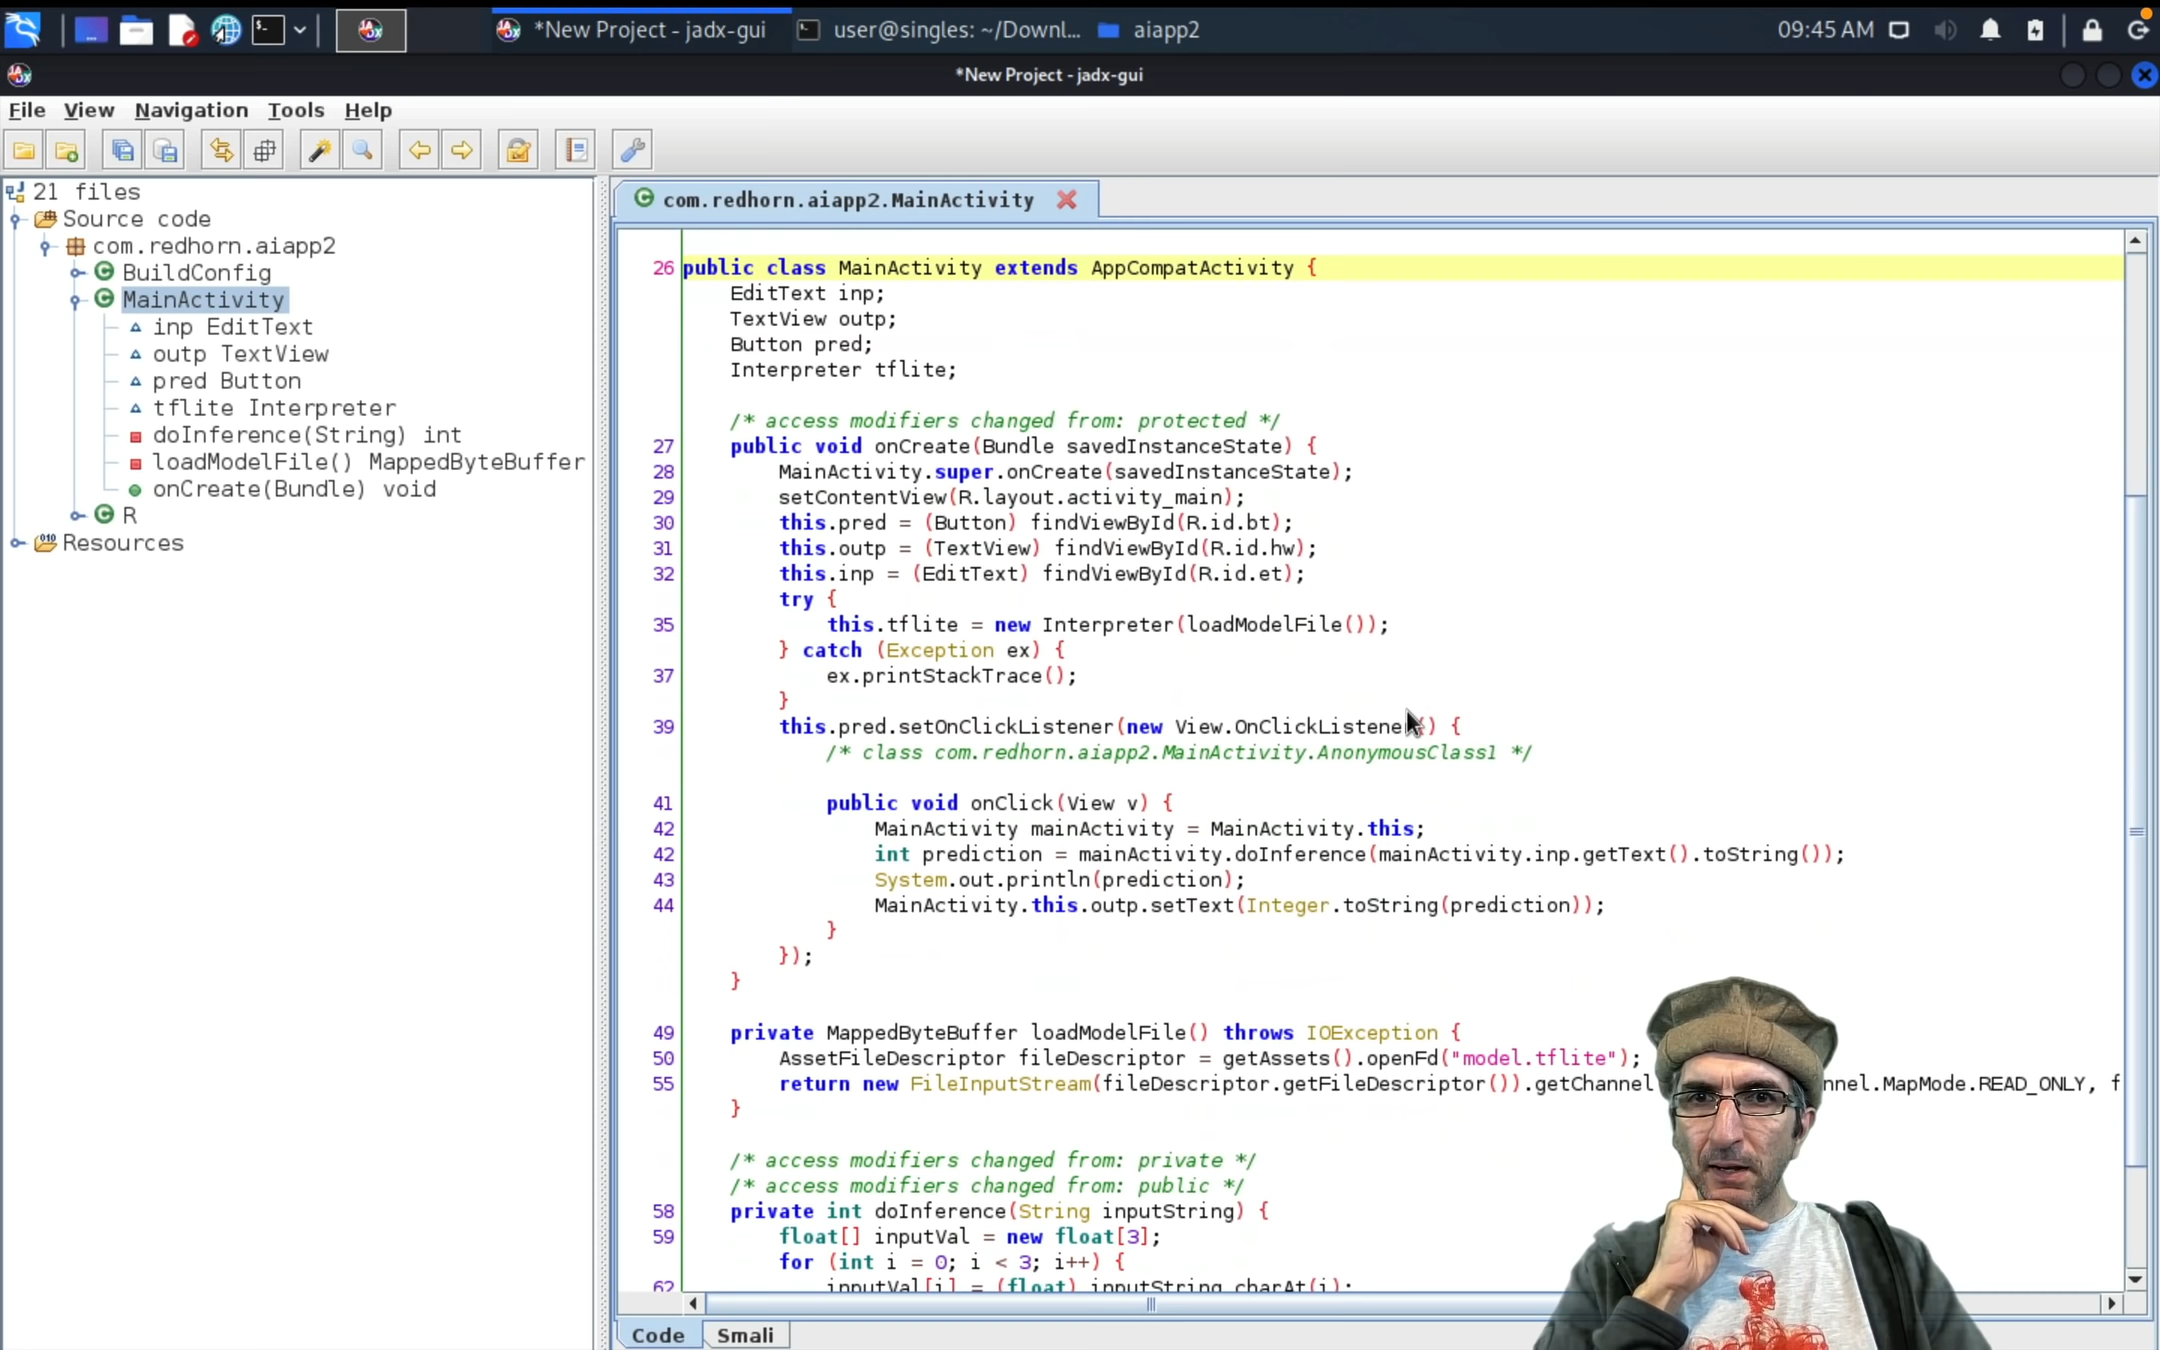 *New Project - jadx-gui
user@singles: ~/Downl...
aiapp2
09:45 AM
*New Project - jadx-gui
File View Navigation Tools Help
21 files
Source code
com.redhorn.aiapp2
BuildConfig
MainActivity
inp EditText
outp TextView
pred Button
tflite Interpreter
doInference(String) int
loadModelFile() MappedByteBuffer
onCreate(Bundle) void
R
Resources
com.redhorn.aiapp2.MainActivity
26 public class MainActivity extends AppCompatActivity {
EditText inp;
TextView outp;
Button pred;
Interpreter tflite;
/* access modifiers changed from: protected */
27 public void onCreate(Bundle savedInstanceState) {
28 MainActivity.super.onCreate(savedInstanceState);
29 setContentView(R.layout.activity_main);
30 this.pred = (Button) findViewById(R.id.bt);
31 this.outp = (TextView) findViewById(R.id.hw);
32 this.inp = (EditText) findViewById(R.id.et);
try {
35 this.tflite = new Interpreter(loadModelFile());
} catch (Exception ex) {
37 ex.printStackTrace();
}
39 this.pred.setOnClickListener(new View.OnClickListener() {
/* class com.redhorn.aiapp2.MainActivity.AnonymousClass1 */
41 public void onClick(View v) {
42 MainActivity mainActivity = MainActivity.this;
42 int prediction = mainActivity.doInference(mainActivity.inp.getText().toString());
43 System.out.println(prediction);
44 MainActivity.this.outp.setText(Integer.toString(prediction));
}
});
}
49 private MappedByteBuffer loadModelFile() throws IOException {
50 AssetFileDescriptor fileDescriptor = getAssets().openFd("model.tflite");
55 return new FileInputStream(fileDescriptor.getFileDescriptor()).getChannel nnel.MapMode.READ_ONLY, f
}
/* access modifiers changed from: private */
/* access modifiers changed from: public */
58 private int doInference(String inputString) {
59 float[] inputVal = new float[3];
for (int i = 0; i < 3; i++) {
62 inputVal[i] = (float) inputString.charAt(i);
Code Smali